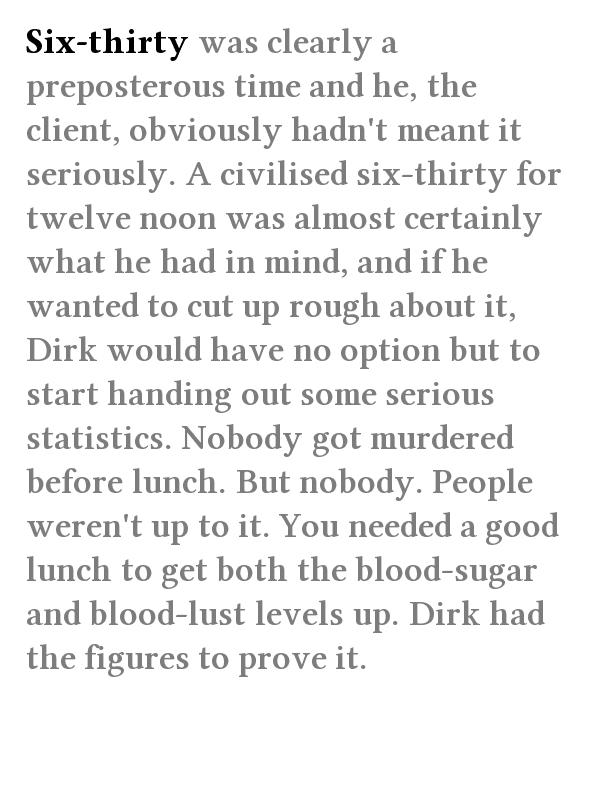 Six-thirty was clearly a
preposterous time and he, the
client, obviously hadn't meant it
seriously. A civilised six-thirty for
twelve noon was almost certainly
what he had in mind, and if he
wanted to cut up rough about it,
Dirk would have no option but to
start handing out some serious
statistics. Nobody got murdered
before lunch. But nobody. People
weren't up to it. You needed a good
lunch to get both the blood-sugar
and blood-lust levels up. Dirk had
the figures to prove it.